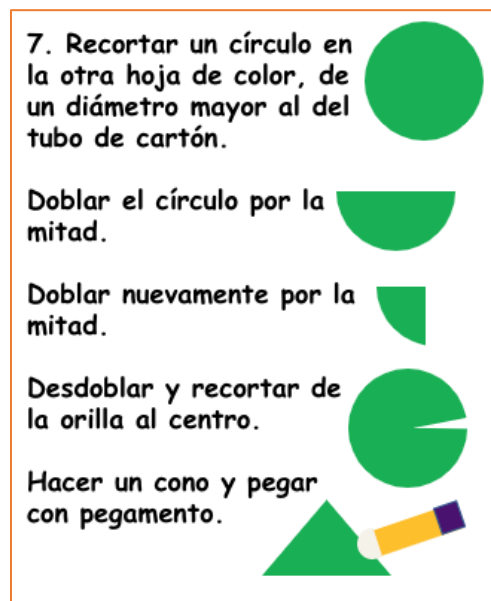 7. Recortar un círculo en
la otra hoja de color, de
un diámetro mayor al del
tubo de cartón.
Doblar el círculo por la
mitad.
Doblar nuevamente por la
mitad.
Desdoblar y recortar de
la orilla al centro.
Hacer un cono y pegar
con pegamento.